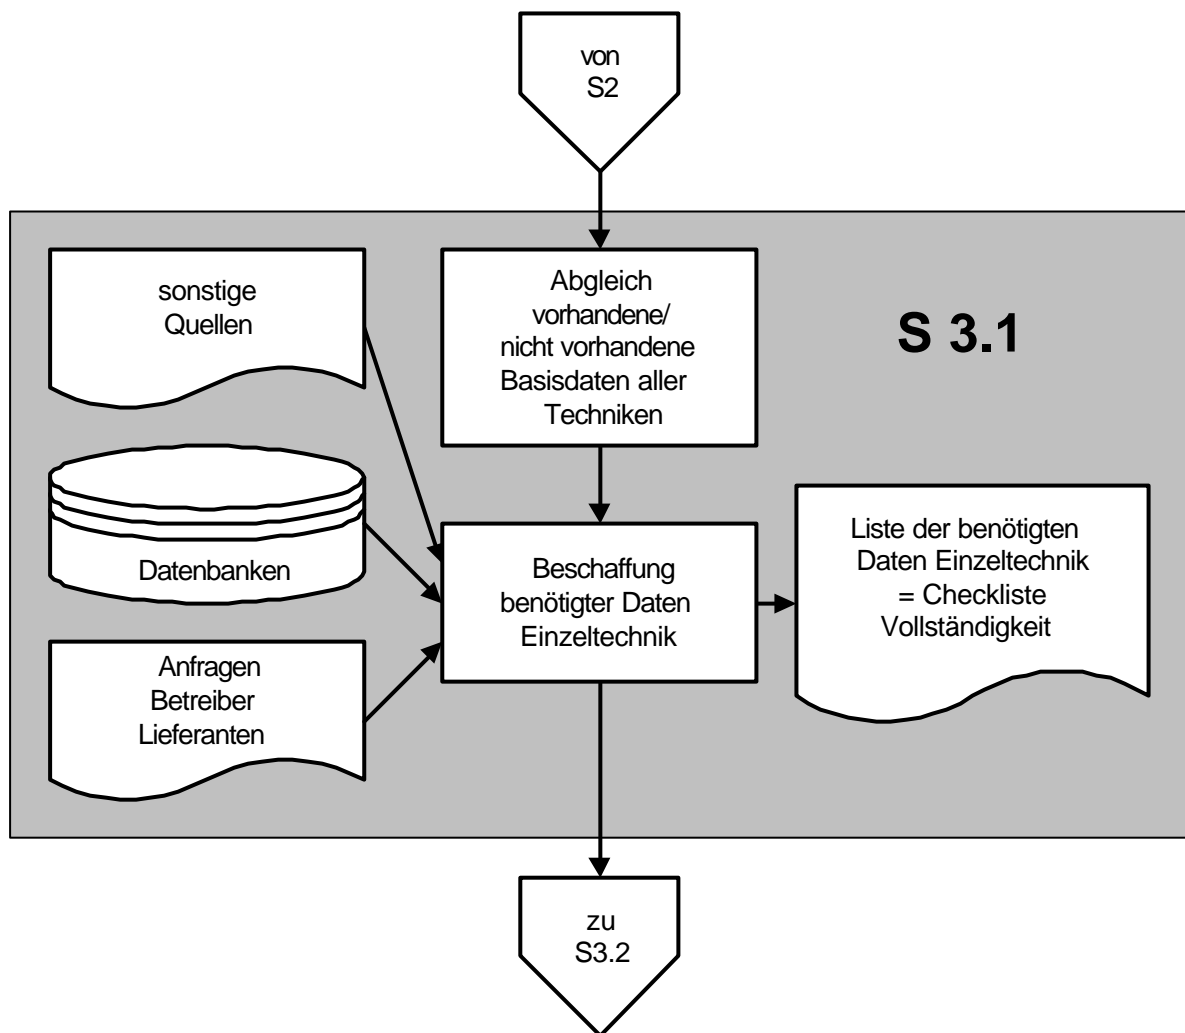 von
S2
sonstige
Quellen
Abgleich
vorhandene/
nicht vorhandene
Basisdaten aller
Techniken
S 3.1
Datenbanken
Beschaffung
benötigter Daten
Einzeltechnik
Liste der benötigten
Daten Einzeltechnik
= Checkliste
Vollständigkeit
Anfragen
Betreiber
Lieferanten
zu
S3.2